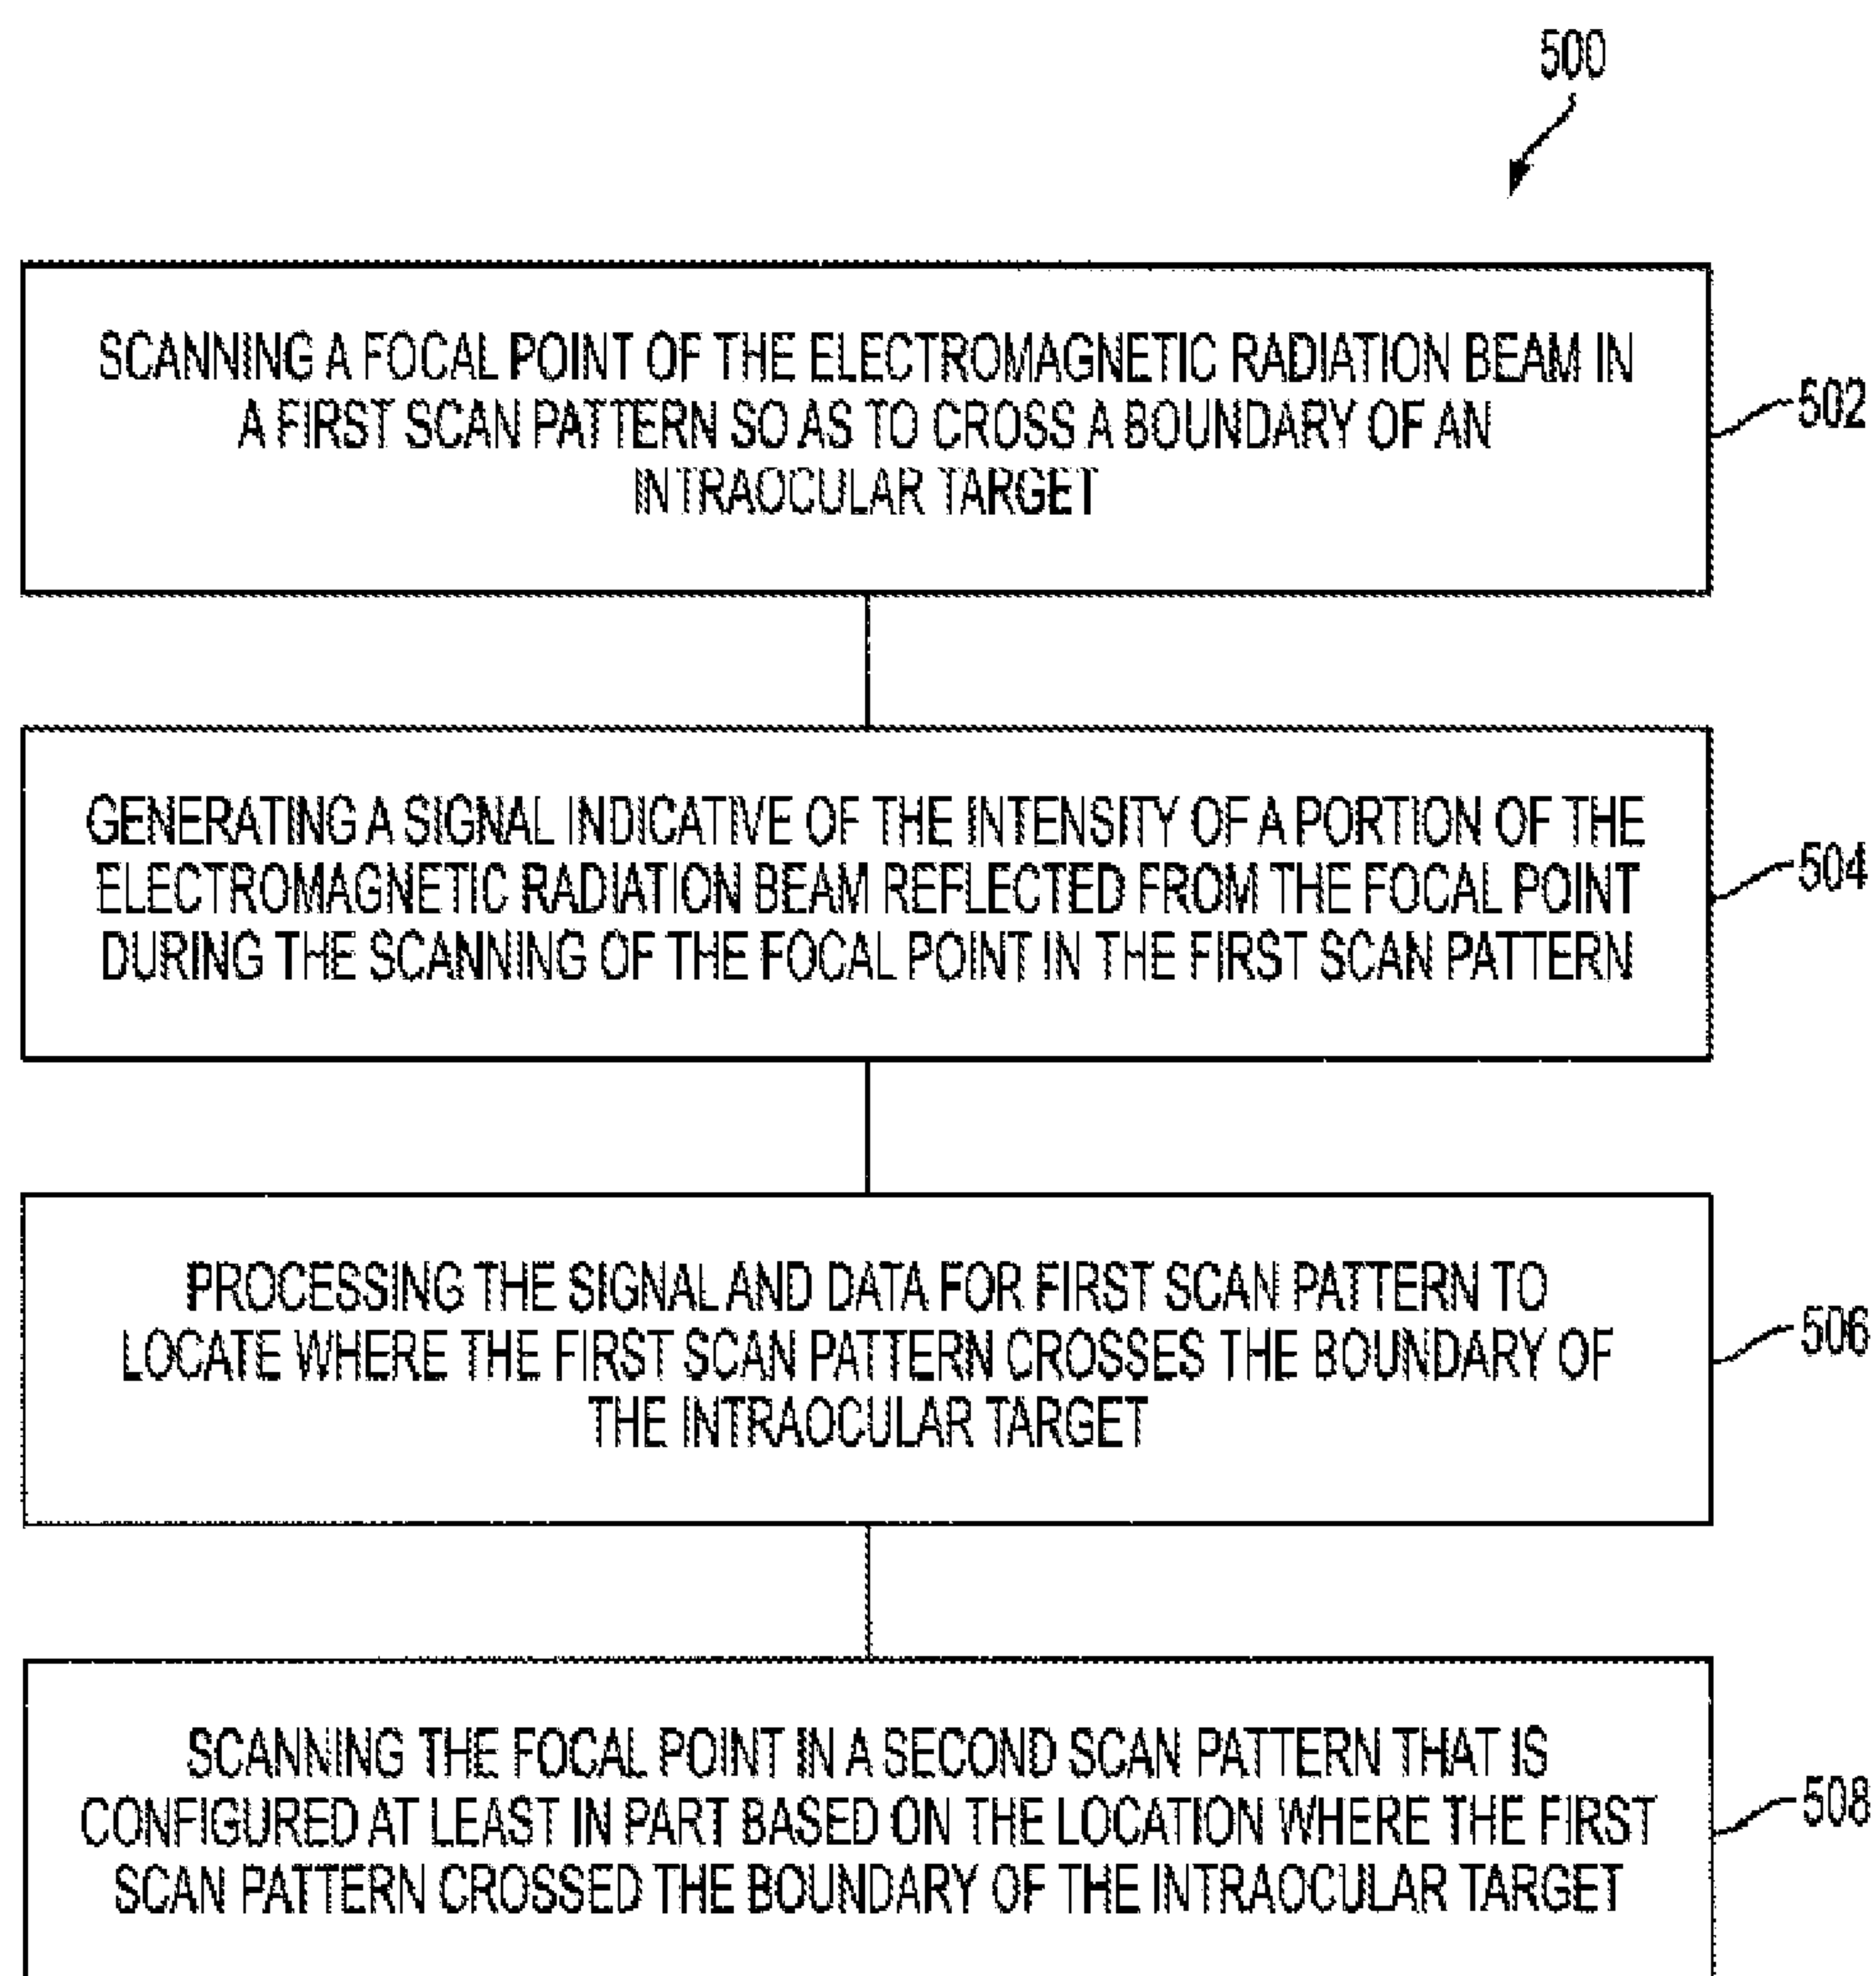 500
SCANNING A FOCAL POINT OF THE ELECTROMAGNETIC RADIATION BEAM IN
A FIRST SCAN PATTERN SO AS TO CROSS A BOUNDARY OF AN
INTRAOCULAR TARGET
502
GENERATING A SIGNAL INDICATIVE OF THE INTENSITY OF A PORTION OF THE
ELECTROMAGNETIC RADIATION BEAM REFLECTED FROM THE FOCAL POINT
DURING THE SCANNING OF THE FOCAL POINT IN THE FIRST SCAN PATTERN
504
PROCESSING THE SIGNAL AND DATA FOR FIRST SCAN PATTERN TO
LOCATE WHERE THE FIRST SCAN PATTERN CROSSES THE BOUNDARY OF
THE INTRAOCULAR TARGET
506
SCANNING THE FOCAL POINT IN A SECOND SCAN PATTERN THAT IS
CONFIGURED AT LEAST IN PART BASED ON THE LOCATION WHERE THE FIRST
SCAN PATTERN CROSSED THE BOUNDARY OF THE INTRAOCULAR TARGET
508